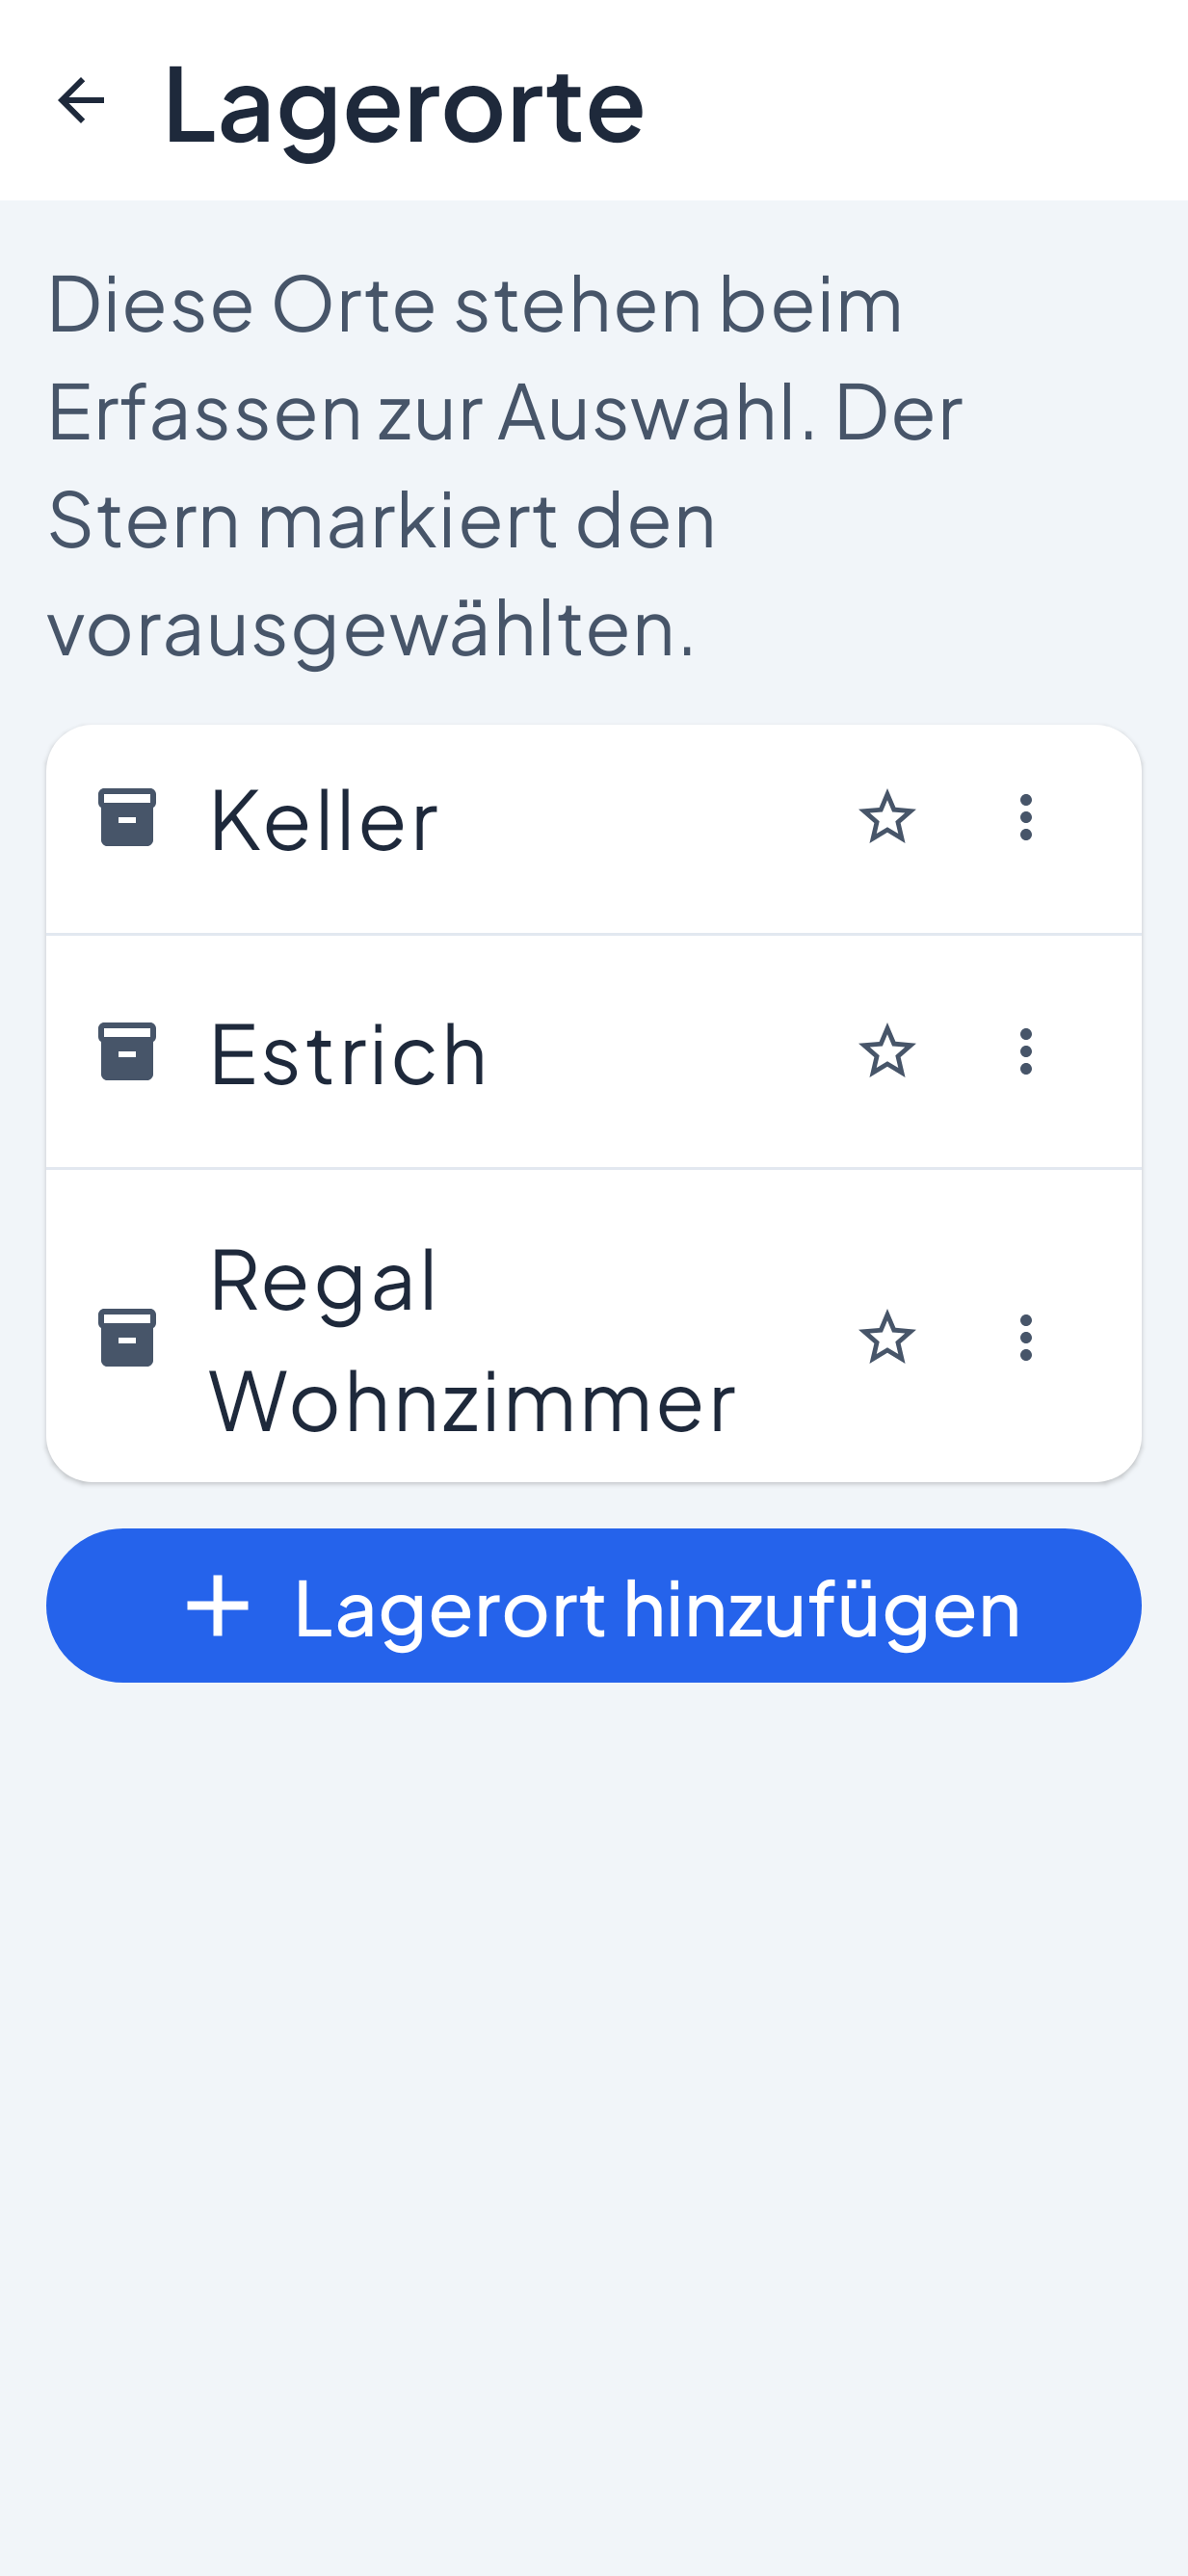 Lagerorte
Diese Orte stehen beim
Erfassen zur Auswahl. Der
Stern markiert den
vorausgewählten.
Keller
Estrich
Regal
Wohnzimmer
Lagerort hinzufügen